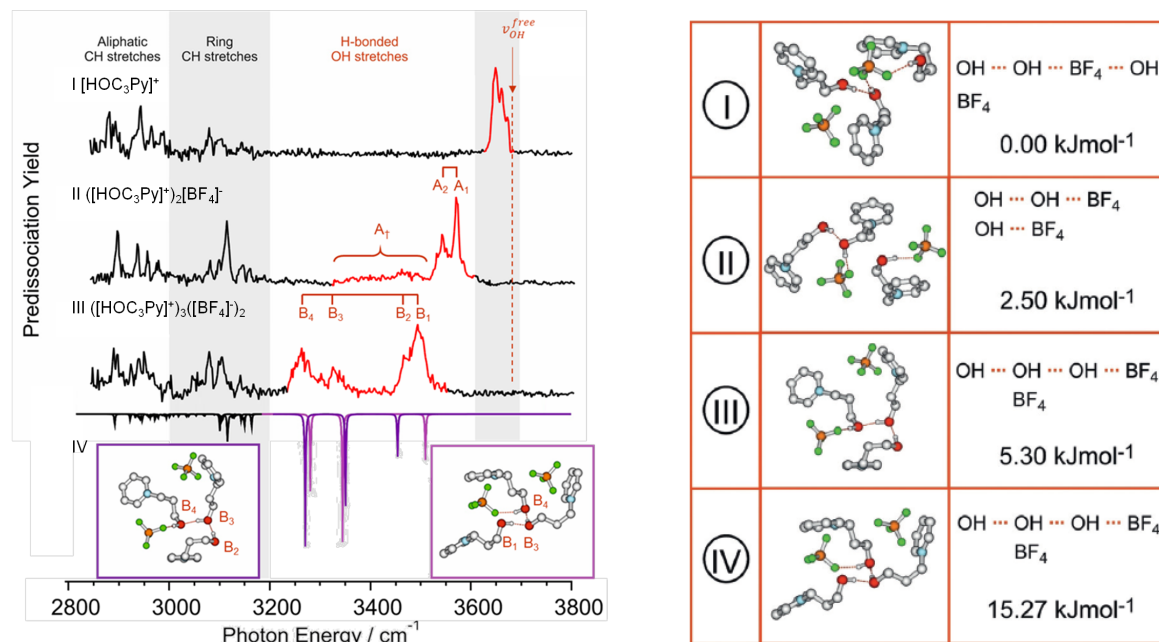 Aliphatic
CH stretches
Ring
CH stretches
H-bonded
OH stretches
ν_OH^free
I [HOC₃Py]⁺
A₂ A₁
II ([HOC₃Py]⁺)₂[BF₄]⁻
A†
III ([HOC₃Py]⁺)₃([BF₄]⁻)₂
B₄ B₃ B₂ B₁
IV
B₄
B₃
B₂
B₄
B₁ B₃
Predissociation Yield
2800 3000 3200 3400 3600 3800
Photon Energy / cm⁻¹
I
OH ··· OH ··· BF₄ ··· OH
BF₄
0.00 kJmol⁻¹
II
OH ··· OH ··· BF₄
OH ··· BF₄
2.50 kJmol⁻¹
III
OH ··· OH ··· OH ··· BF₄
BF₄
5.30 kJmol⁻¹
IV
OH ··· OH ··· OH ··· BF₄
BF₄
15.27 kJmol⁻¹